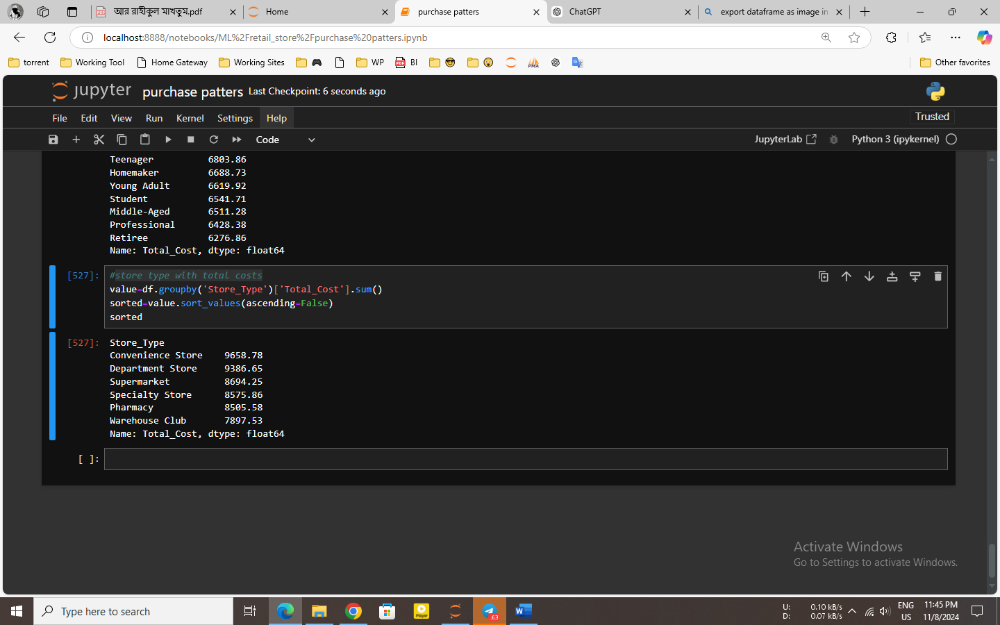 আর রাহীকুল মাখতুম.pdf
Home
purchase patters
ChatGPT
export dataframe as image in
localhost:8888/notebooks/ML%2Fretail_store%2Fpurchase%20patters.ipynb
torrent
Working Tool
Home Gateway
Working Sites
WP
BI
Other favorites
jupyter purchase patters Last Checkpoint: 6 seconds ago
File Edit View Run Kernel Settings Help
Trusted
Code
JupyterLab
Python 3 (ipykernel)
Teenager 6803.86
Homemaker 6688.73
Young Adult 6619.92
Student 6541.71
Middle-Aged 6511.28
Professional 6428.38
Retiree 6276.86
Name: Total_Cost, dtype: float64
[527]: #store type with total costs
value=df.groupby('Store_Type')['Total_Cost'].sum()
sorted=value.sort_values(ascending=False)
sorted
[527]: Store_Type
Convenience Store 9658.78
Department Store 9386.65
Supermarket 8694.25
Specialty Store 8575.86
Pharmacy 8505.58
Warehouse Club 7897.53
Name: Total_Cost, dtype: float64
[ ]:
Activate Windows
Go to Settings to activate Windows.
Type here to search
Player
.63
U: 0.10 kB/s
D: 0.07 kB/s
ENG
US
11:45 PM
11/8/2024